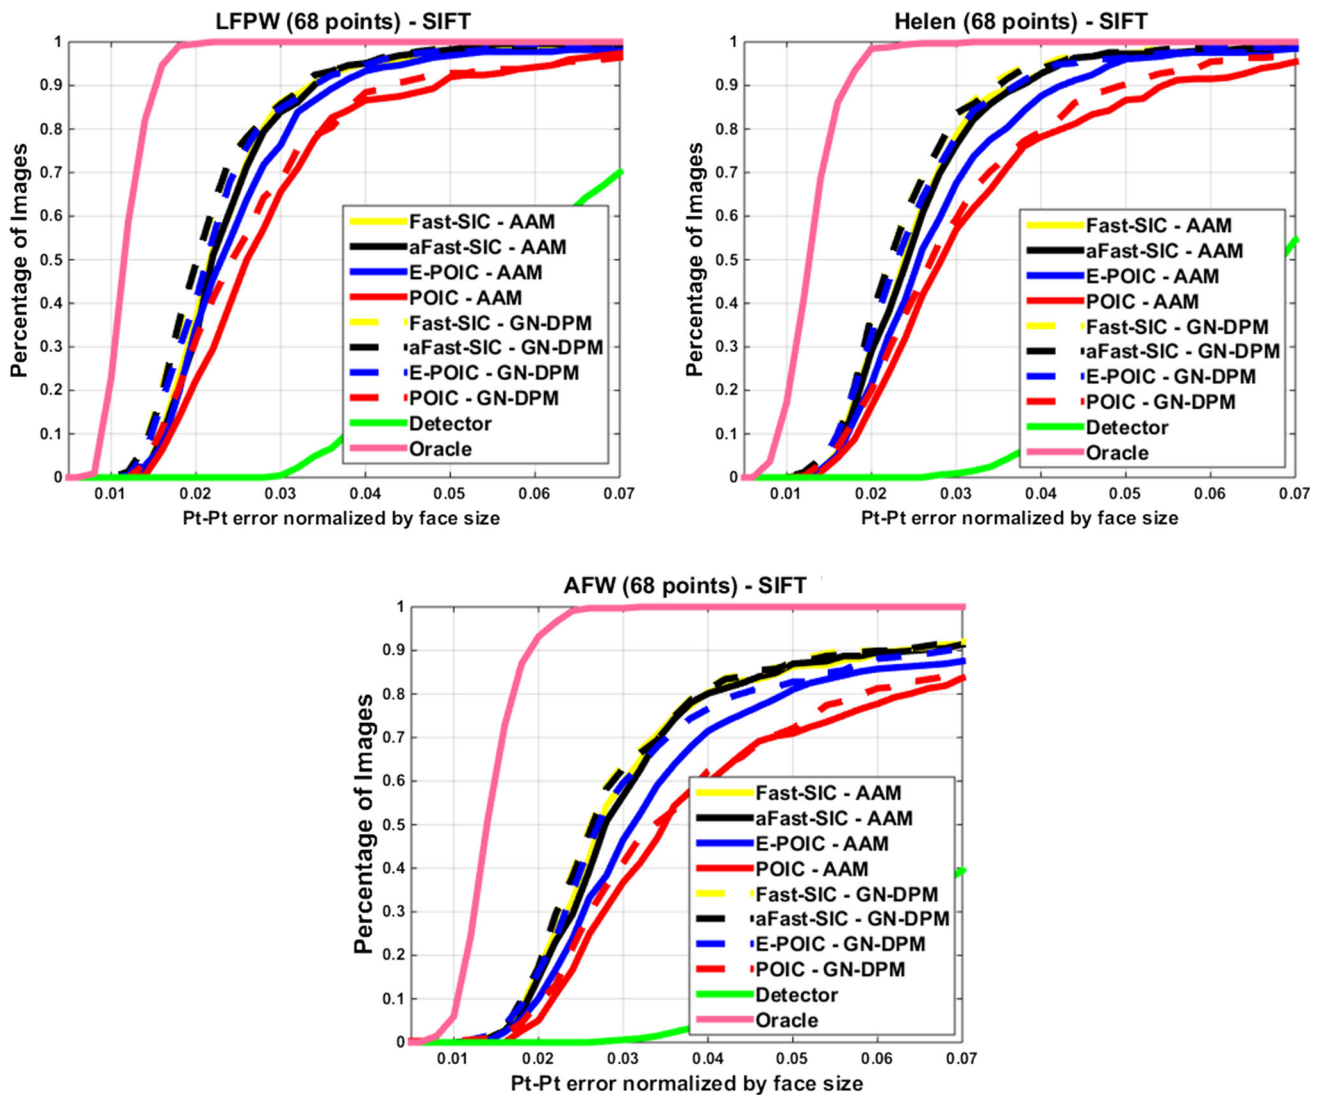 LFPW (68 points) - SIFT
Percentage of Images
1
0.9
0.8
0.7
0.6
0.5
0.4
0.3
0.2
0.1
0
0.01 0.02 0.03 0.04 0.05 0.06 0.07
Pt-Pt error normalized by face size
Fast-SIC - AAM
aFast-SIC - AAM
E-POIC - AAM
POIC - AAM
Fast-SIC - GN-DPM
aFast-SIC - GN-DPM
E-POIC - GN-DPM
POIC - GN-DPM
Detector
Oracle
Helen (68 points) - SIFT
Percentage of Images
1
0.9
0.8
0.7
0.6
0.5
0.4
0.3
0.2
0.1
0
0.01 0.02 0.03 0.04 0.05 0.06 0.07
Pt-Pt error normalized by face size
Fast-SIC - AAM
aFast-SIC - AAM
E-POIC - AAM
POIC - AAM
Fast-SIC - GN-DPM
aFast-SIC - GN-DPM
E-POIC - GN-DPM
POIC - GN-DPM
Detector
Oracle
AFW (68 points) - SIFT
Percentage of Images
1
0.9
0.8
0.7
0.6
0.5
0.4
0.3
0.2
0.1
0
0.01 0.02 0.03 0.04 0.05 0.06 0.07
Pt-Pt error normalized by face size
Fast-SIC - AAM
aFast-SIC - AAM
E-POIC - AAM
POIC - AAM
Fast-SIC - GN-DPM
aFast-SIC - GN-DPM
E-POIC - GN-DPM
POIC - GN-DPM
Detector
Oracle